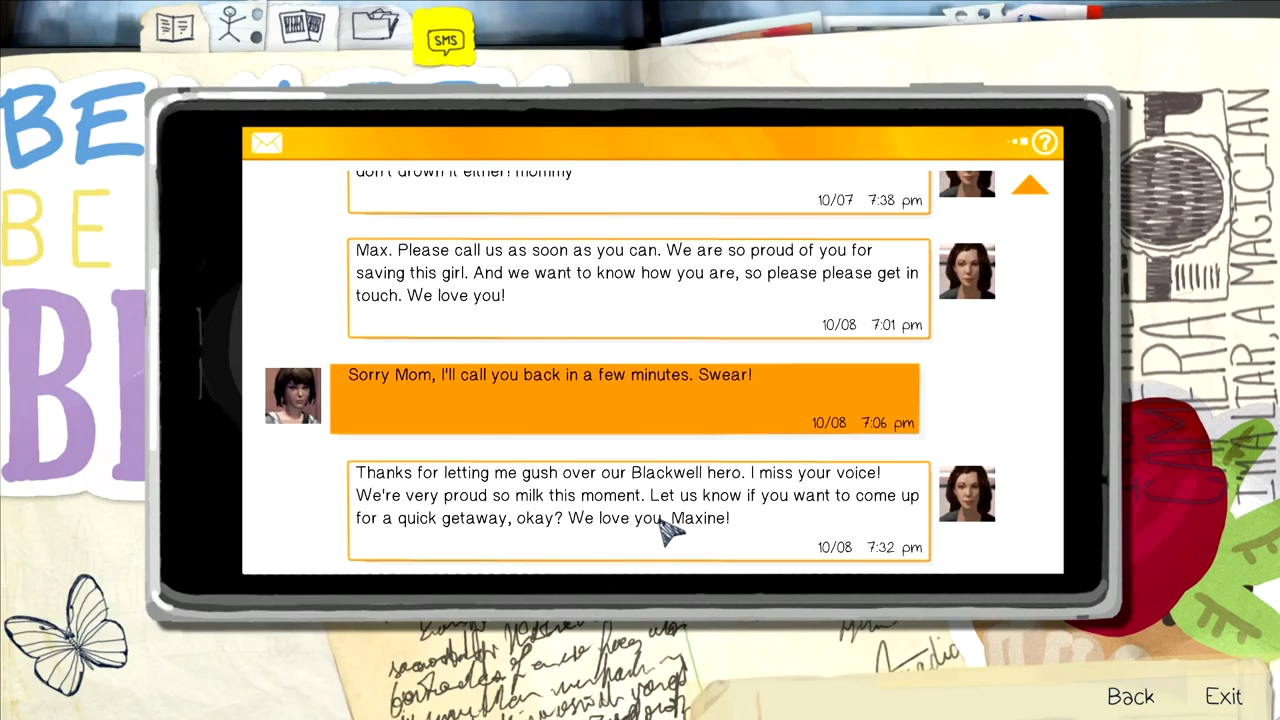 SMS
BE
BE
don't drown it either! mommy
10/07 7:38 pm
Max. Please call us as soon as you can. We are so proud of you for
saving this girl. And we want to know how you are, so please please get in
touch. We love you!
10/08 7:01 pm
Sorry Mom, I'll call you back in a few minutes. Swear!
10/08 7:06 pm
Thanks for letting me gush over our Blackwell hero. I miss your voice!
We're very proud so milk this moment. Let us know if you want to come up
for a quick getaway, okay? We love you, Maxine!
10/08 7:32 pm
?
LIAR, A MAGICIAN
Back
Exit